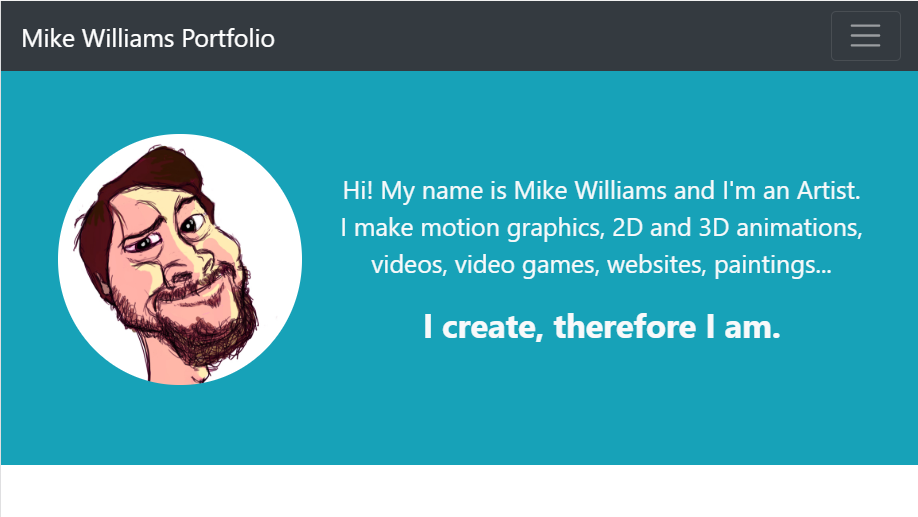 Mike Williams Portfolio
Hi! My name is Mike Williams and I'm an Artist.
I make motion graphics, 2D and 3D animations,
videos, video games, websites, paintings...
I create, therefore I am.